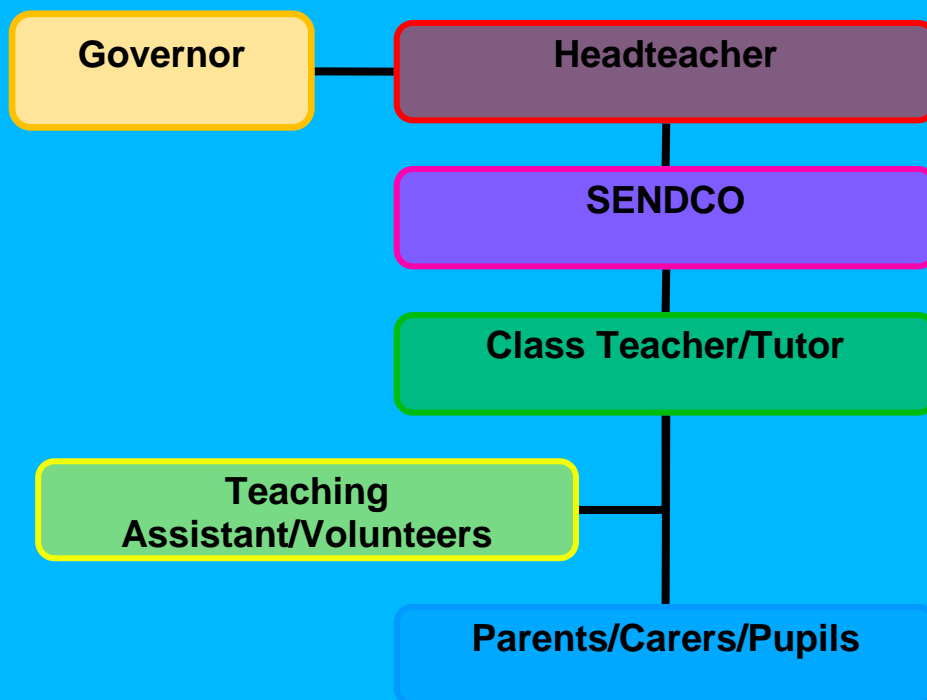 Governor
Headteacher
SENDCO
Class Teacher/Tutor
Teaching
Assistant/Volunteers
Parents/Carers/Pupils